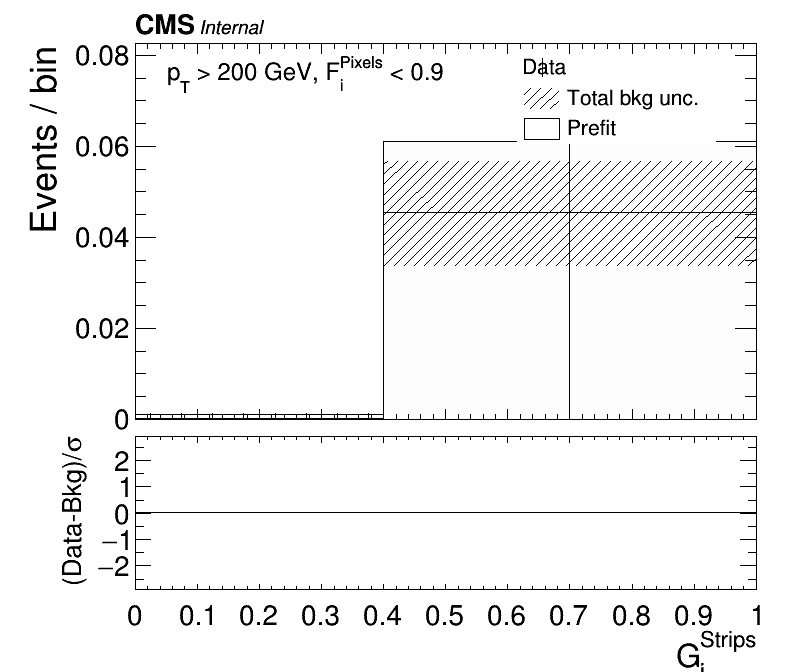 CMS Internal
p_T > 200 GeV, F_i^Pixels < 0.9
Data
Total bkg unc.
Prefit
Events / bin
0.08
0.06
0.04
0.02
0
(Data-Bkg)/σ
2
1
0
−1
−2
0 0.1 0.2 0.3 0.4 0.5 0.6 0.7 0.8 0.9 1
G_i^Strips